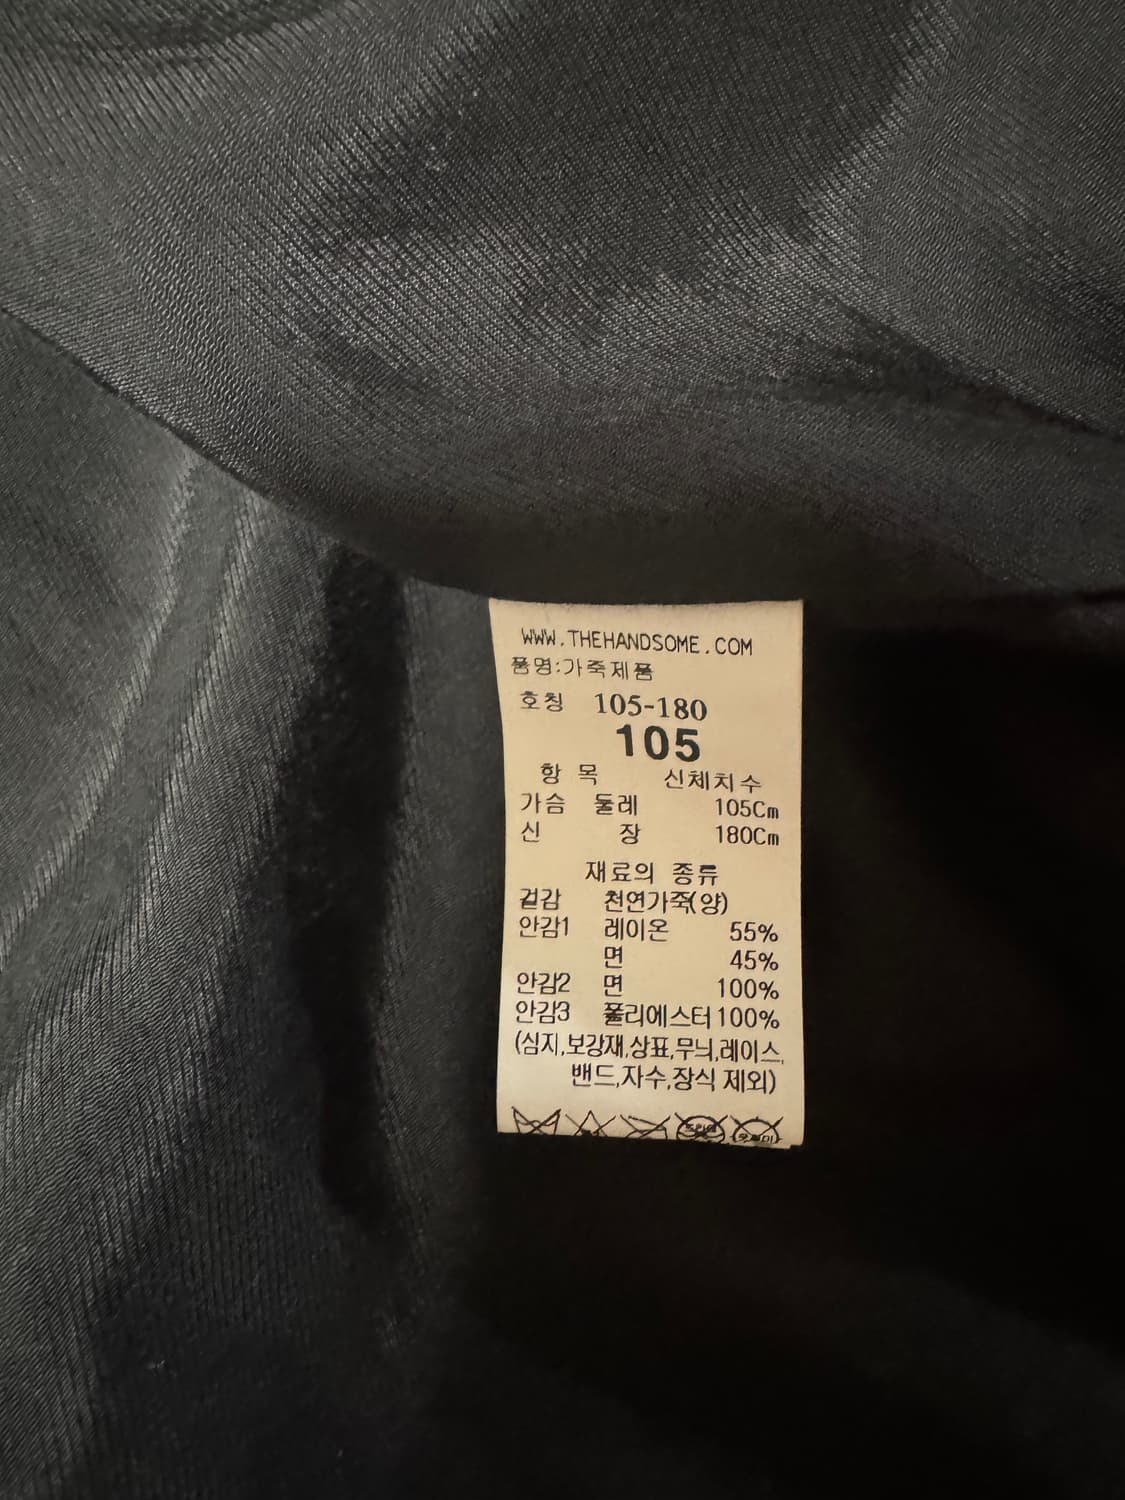 WWW.THEHANDSOME.COM
품명:가죽제품
호칭 105-180
105
항 목 신체치수
가슴 둘레 105Cm
신 장 180Cm
재료의 종류
겉감 천연가죽(양)
안감1 레이온 55%
면 45%
안감2 면 100%
안감3 폴리에스터 100%
(심지,보강재,상표,무늬,레이스,
밴드,자수,장식 제외)